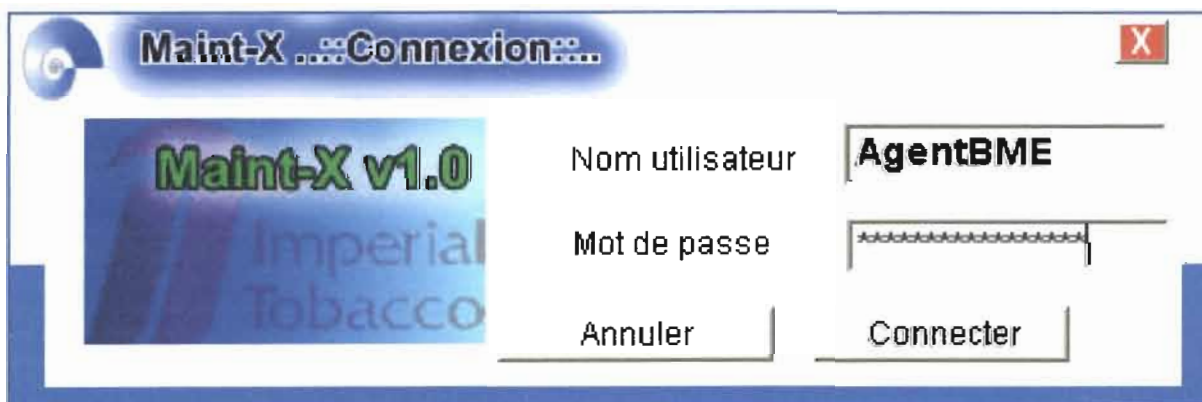 Maint-X ..::Connexion::..
X
Maint-X v1.0
Imperial
Tobacco
Nom utilisateur
AgentBME
Mot de passe
*****************
Annuler
Connecter